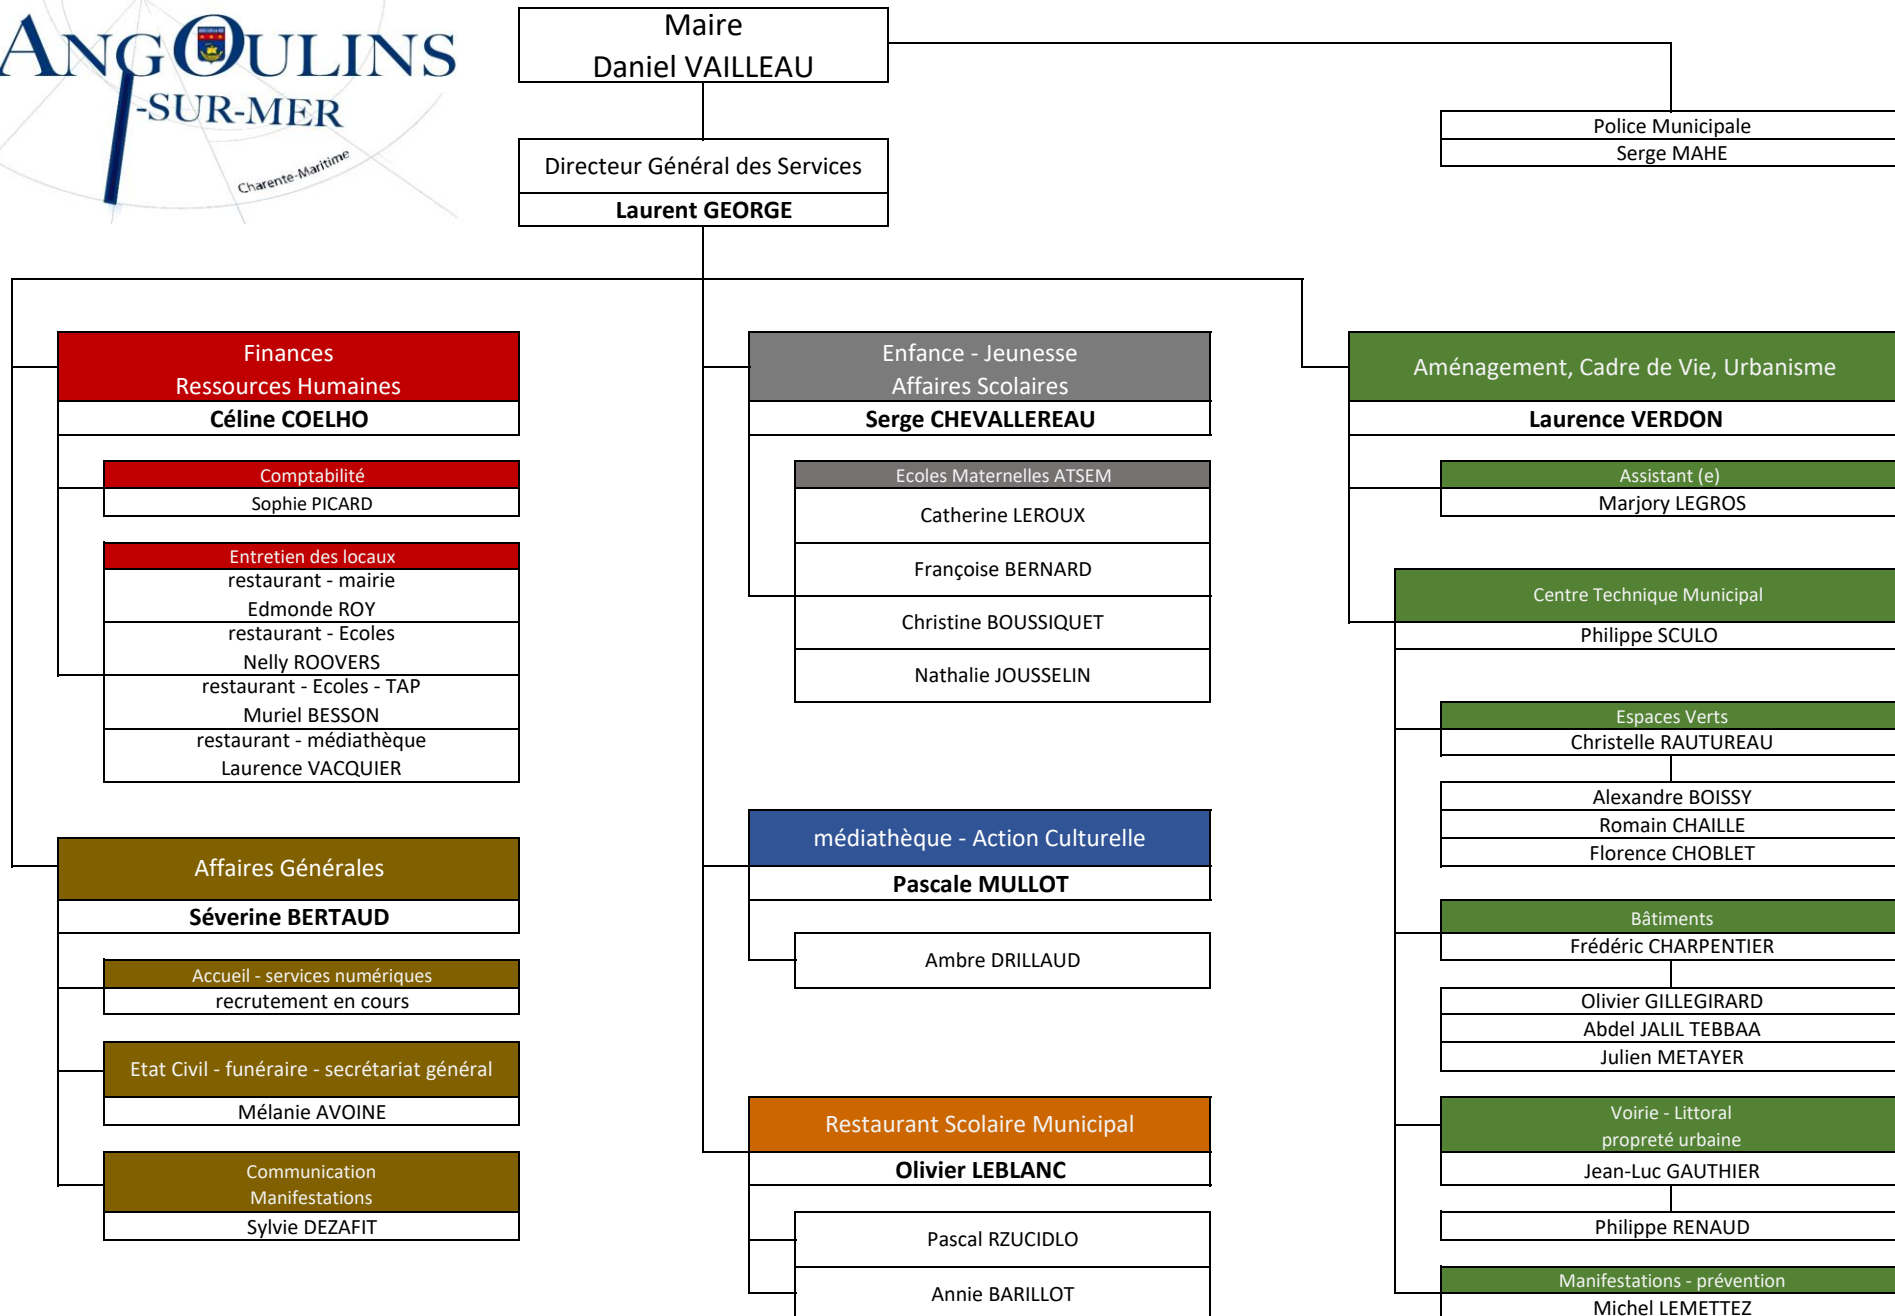 ANGOULINS
-SUR-MER
Charente-Maritime
Maire
Daniel VAILLEAU
Directeur Général des Services
Laurent GEORGE
Police Municipale
Serge MAHE
Finances
Ressources Humaines
Céline COELHO
Comptabilité
Sophie PICARD
Entretien des locaux
restaurant - mairie
Edmonde ROY
restaurant - Ecoles
Nelly ROOVERS
restaurant - Ecoles - TAP
Muriel BESSON
restaurant - médiathèque
Laurence VACQUIER
Affaires Générales
Séverine BERTAUD
Accueil - services numériques
recrutement en cours
Etat Civil - funéraire - secrétariat général
Mélanie AVOINE
Communication
Manifestations
Sylvie DEZAFIT
Enfance - Jeunesse
Affaires Scolaires
Serge CHEVALLEREAU
Ecoles Maternelles ATSEM
Catherine LEROUX
Françoise BERNARD
Christine BOUSSIQUET
Nathalie JOUSSELIN
médiathèque - Action Culturelle
Pascale MULLOT
Ambre DRILLAUD
Restaurant Scolaire Municipal
Olivier LEBLANC
Pascal RZUCIDLO
Annie BARILLOT
Aménagement, Cadre de Vie, Urbanisme
Laurence VERDON
Assistant (e)
Marjory LEGROS
Centre Technique Municipal
Philippe SCULO
Espaces Verts
Christelle RAUTUREAU
Alexandre BOISSY
Romain CHAILLE
Florence CHOBLET
Bâtiments
Frédéric CHARPENTIER
Olivier GILLEGIRARD
Abdel JALIL TEBBAA
Julien METAYER
Voirie - Littoral
propreté urbaine
Jean-Luc GAUTHIER
Philippe RENAUD
Manifestations - prévention
Michel LEMETTEZ